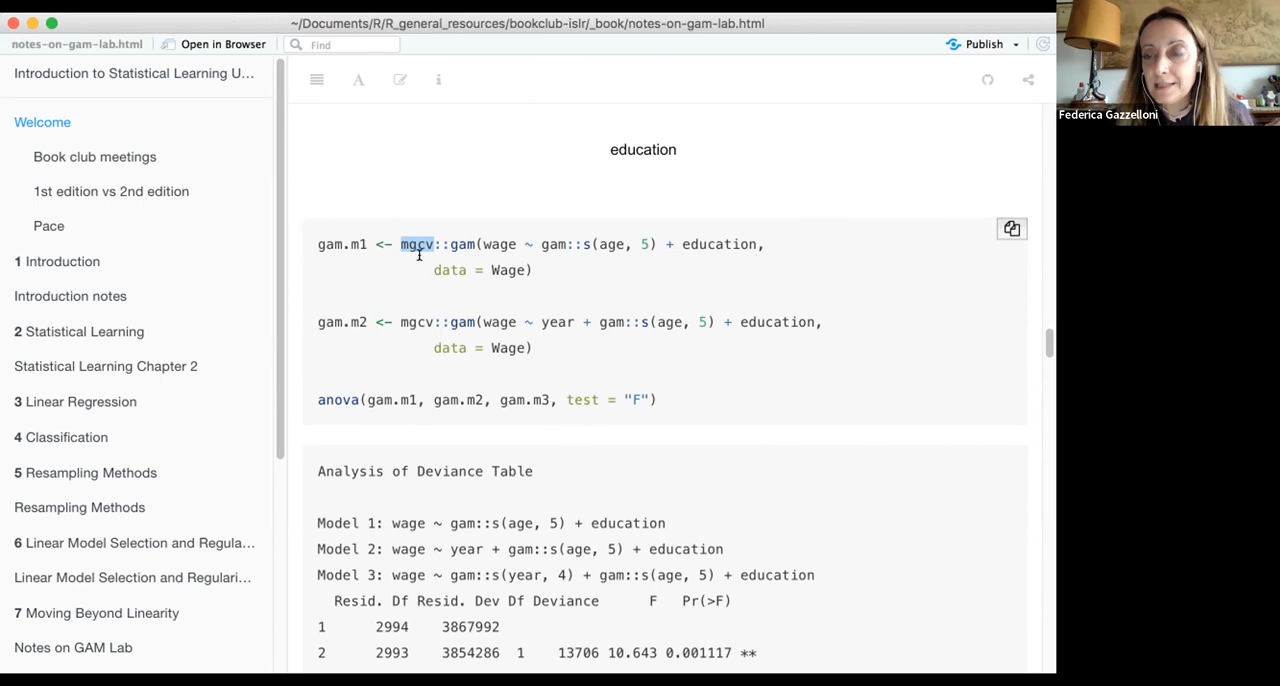 ~/Documents/R/R_general_resources/bookclub-islr/_book/notes-on-gam-lab.html
notes-on-gam-lab.html
Open in Browser
Find
Publish
Introduction to Statistical Learning U...
Welcome
Book club meetings
1st edition vs 2nd edition
Pace
1 Introduction
Introduction notes
2 Statistical Learning
Statistical Learning Chapter 2
3 Linear Regression
4 Classification
5 Resampling Methods
Resampling Methods
6 Linear Model Selection and Regula...
Linear Model Selection and Regulari...
7 Moving Beyond Linearity
Notes on GAM Lab
A
education
gam.m1 <- mgcv::gam(wage ~ gam::s(age, 5) + education,
data = Wage)
gam.m2 <- mgcv::gam(wage ~ year + gam::s(age, 5) + education,
data = Wage)
anova(gam.m1, gam.m2, gam.m3, test = "F")
Analysis of Deviance Table
Model 1: wage ~ gam::s(age, 5) + education
Model 2: wage ~ year + gam::s(age, 5) + education
Model 3: wage ~ gam::s(year, 4) + gam::s(age, 5) + education
Resid. Df Resid. Dev Df Deviance F Pr(>F)
1 2994 3867992
2 2993 3854286 1 13706 10.643 0.001117 **
Federica Gazzelloni